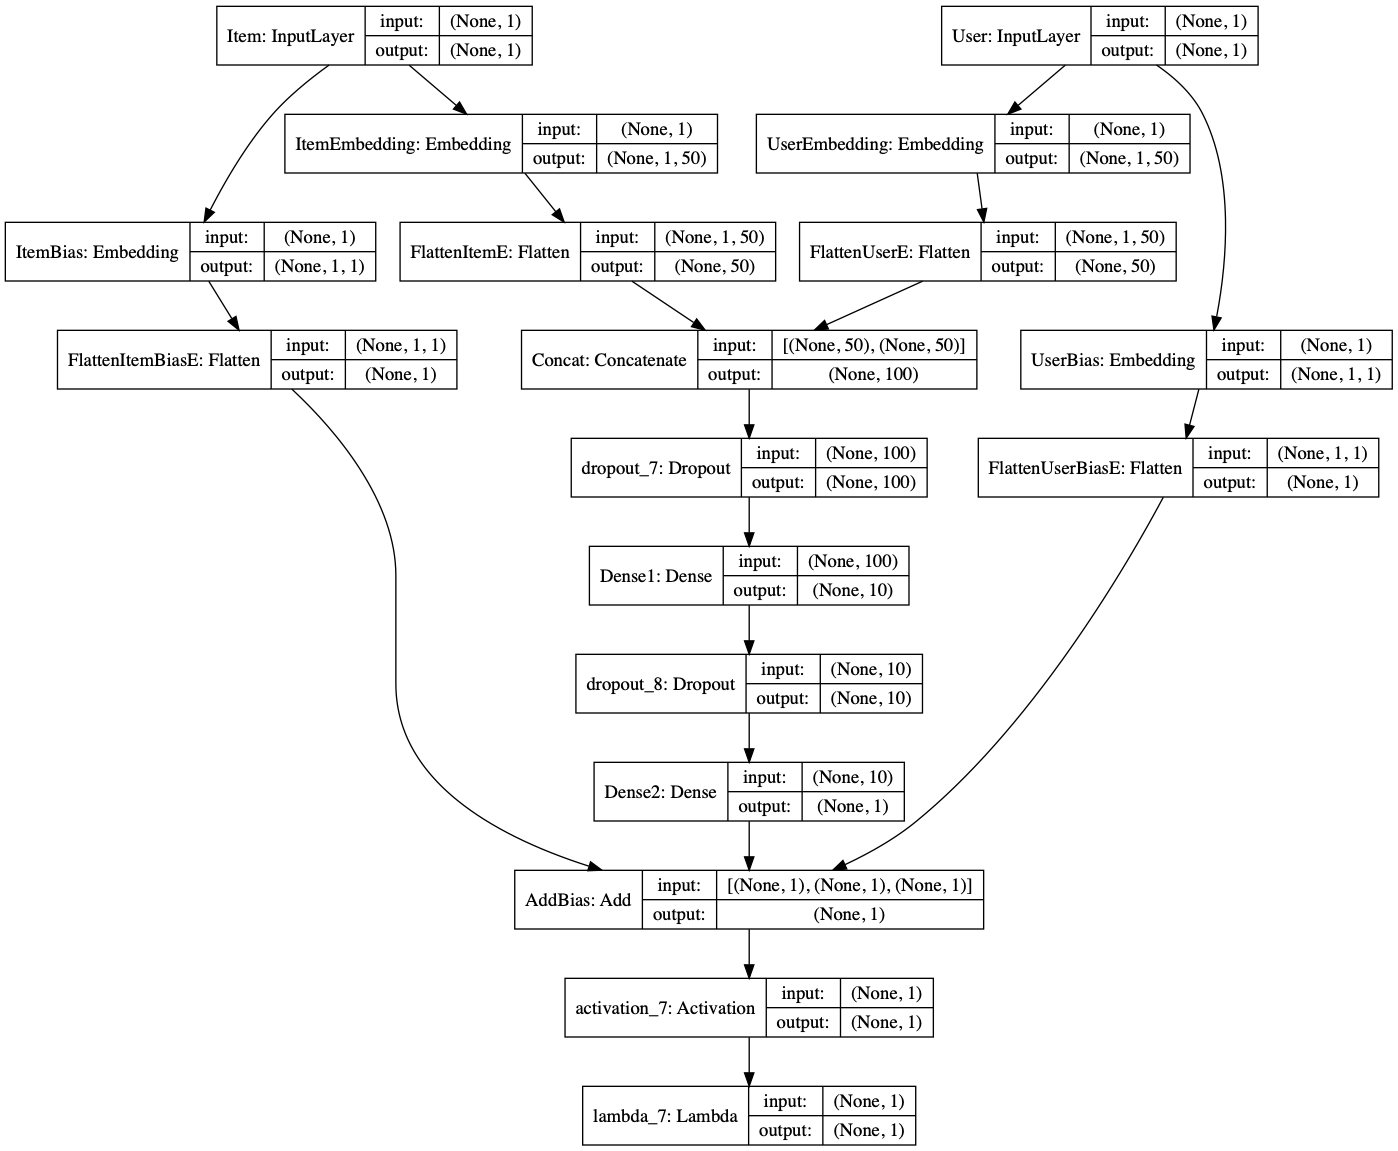 Item: InputLayer
input:
(None, 1)
output:
(None, 1)
User: InputLayer
input:
(None, 1)
output:
(None, 1)
ItemEmbedding: Embedding
input:
(None, 1)
output:
(None, 1, 50)
UserEmbedding: Embedding
input:
(None, 1)
output:
(None, 1, 50)
ItemBias: Embedding
input:
(None, 1)
output:
(None, 1, 1)
FlattenItemE: Flatten
input:
(None, 1, 50)
output:
(None, 50)
FlattenUserE: Flatten
input:
(None, 1, 50)
output:
(None, 50)
FlattenItemBiasE: Flatten
input:
(None, 1, 1)
output:
(None, 1)
Concat: Concatenate
input:
[(None, 50), (None, 50)]
output:
(None, 100)
UserBias: Embedding
input:
(None, 1)
output:
(None, 1, 1)
dropout_7: Dropout
input:
(None, 100)
output:
(None, 100)
FlattenUserBiasE: Flatten
input:
(None, 1, 1)
output:
(None, 1)
Dense1: Dense
input:
(None, 100)
output:
(None, 10)
dropout_8: Dropout
input:
(None, 10)
output:
(None, 10)
Dense2: Dense
input:
(None, 10)
output:
(None, 1)
AddBias: Add
input:
[(None, 1), (None, 1), (None, 1)]
output:
(None, 1)
activation_7: Activation
input:
(None, 1)
output:
(None, 1)
lambda_7: Lambda
input:
(None, 1)
output:
(None, 1)